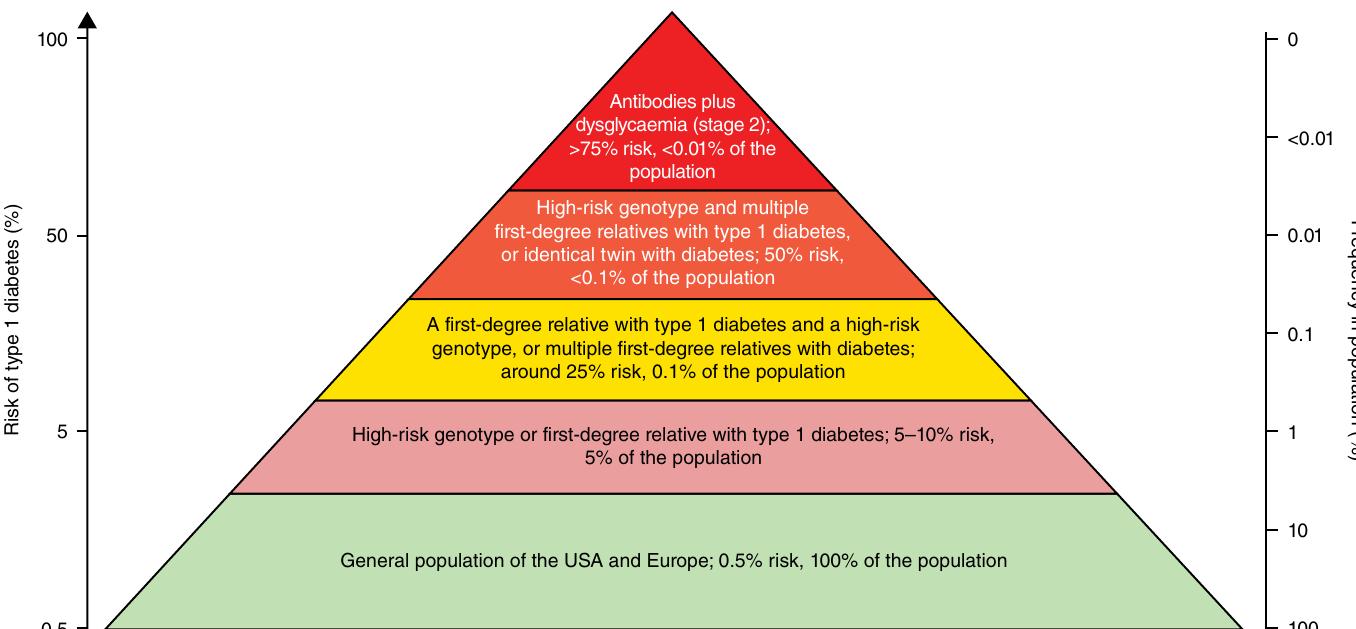 100
50
5
0.5
Risk of type 1 diabetes (%)
Antibodies plus
dysglycaemia (stage 2);
>75% risk, <0.01% of the
population
High-risk genotype and multiple
first-degree relatives with type 1 diabetes,
or identical twin with diabetes; 50% risk,
<0.1% of the population
A first-degree relative with type 1 diabetes and a high-risk
genotype, or multiple first-degree relatives with diabetes;
around 25% risk, 0.1% of the population
High-risk genotype or first-degree relative with type 1 diabetes; 5–10% risk,
5% of the population
General population of the USA and Europe; 0.5% risk, 100% of the population
0
<0.01
0.01
0.1
1
10
100
Frequency in population (%)